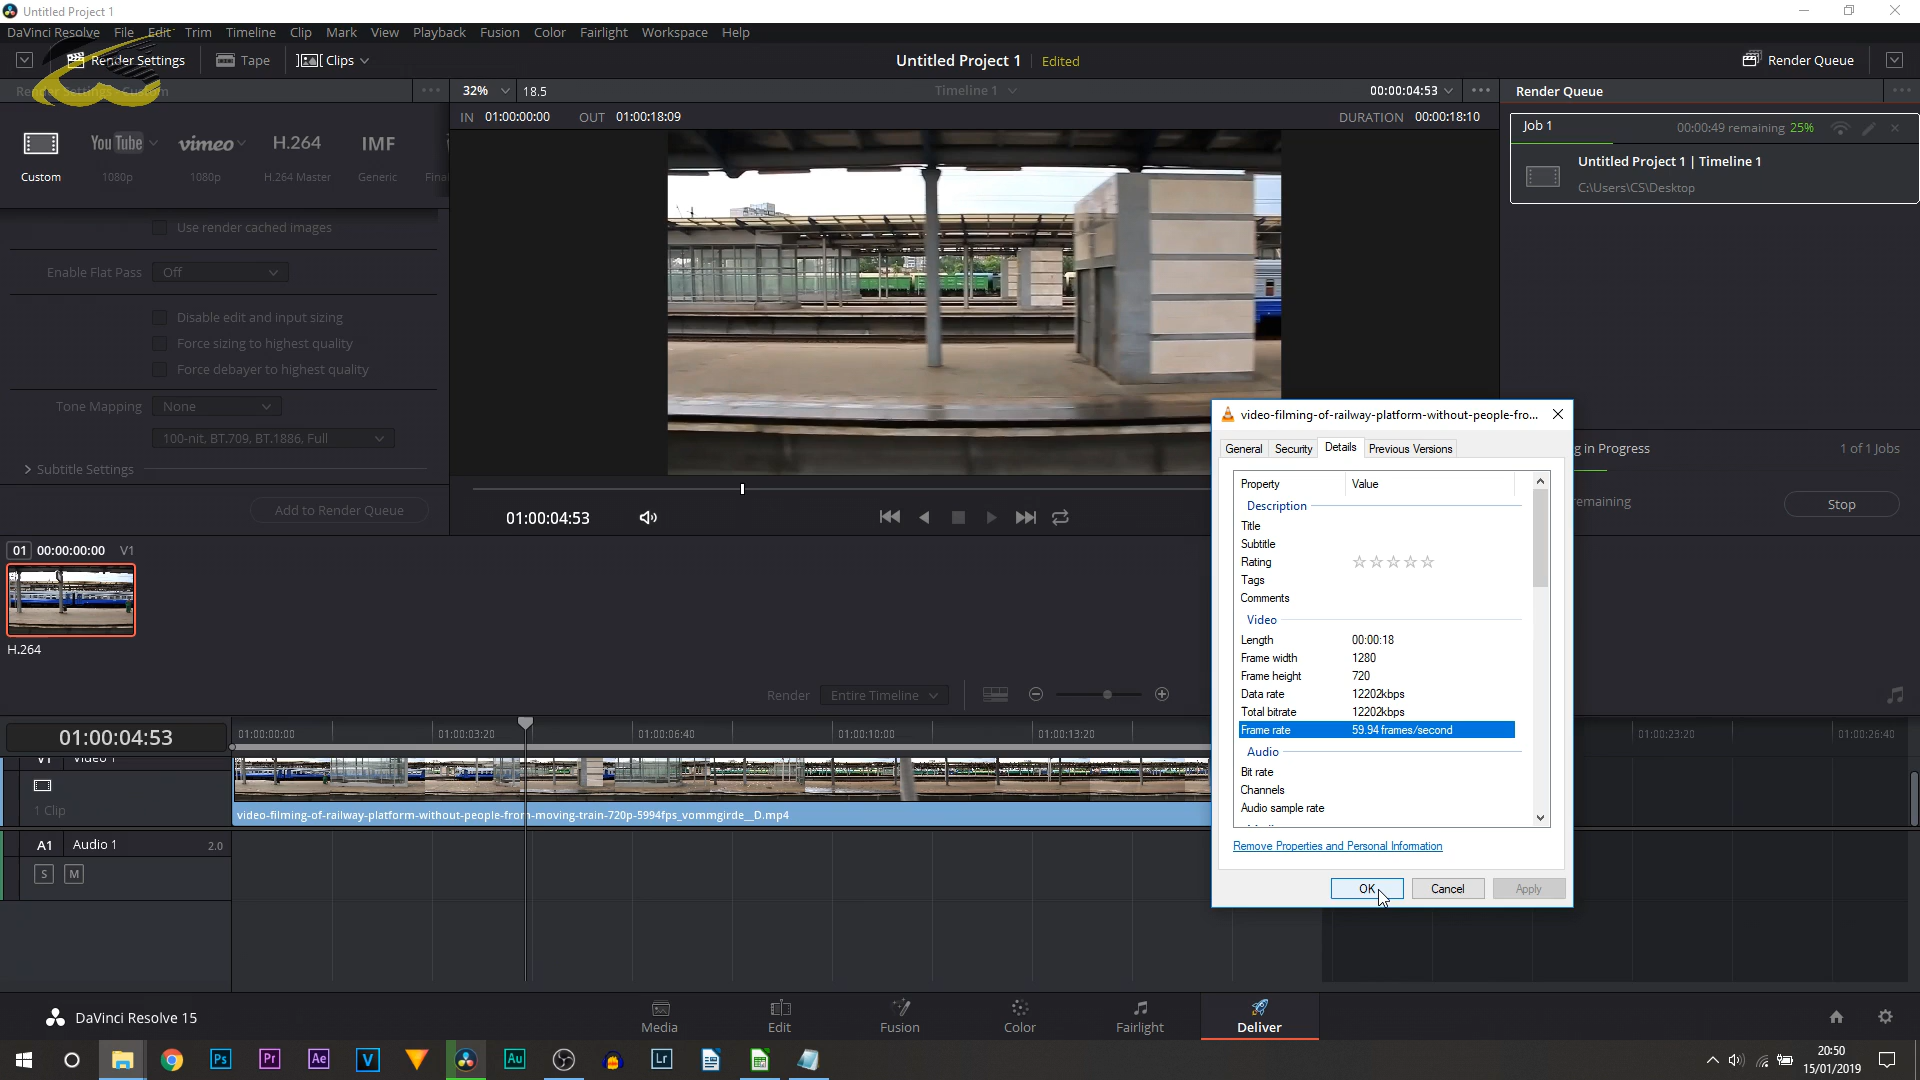 Untitled Project 1
DaVinci Resolve File Edit Trim Timeline Clip Mark View Playback Fusion Color Fairlight Workspace Help
Render Settings Tape Clips Untitled Project 1 Edited Render Queue
Render Settings - Custom 32% 18.5 Timeline 1 00:00:04:53 Render Queue
IN 01:00:00:00 OUT 01:00:18:09 DURATION 00:00:18:10
Job 1 00:00:49 remaining 25%
YouTube vimeo H.264 IMF
Untitled Project 1 | Timeline 1
Custom 1080p 1080p H.264 Master Generic Final
C:\Users\CS\Desktop
Use render cached images
Enable Flat Pass Off
Disable edit and input sizing
Force sizing to highest quality
Force debayer to highest quality
Tone Mapping None
100-nit, BT.709, BT.1886, Full
Subtitle Settings
Add to Render Queue
01:00:04:53
g in Progress 1 of 1 Jobs
remaining Stop
video-filming-of-railway-platform-without-people-fro...
General Security Details Previous Versions
Property Value
Description
Title
Subtitle
Rating
Tags
Comments
Video
Length 00:00:18
Frame width 1280
Frame height 720
Data rate 12202kbps
Total bitrate 12202kbps
Frame rate 59.94 frames/second
Audio
Bit rate
Channels
Audio sample rate
Remove Properties and Personal Information
OK Cancel Apply
01 00:00:00:00 V1
H.264
Render Entire Timeline
01:00:04:53 01:00:00:00 01:00:03:20 01:00:06:40 01:00:10:00 01:00:13:20 01:00:23:20 01:00:26:40
V1 Video 1
1 Clip
video-filming-of-railway-platform-without-people-from-moving-train-720p-5994fps_vommgirde__D.mp4
A1 Audio 1 2.0
S M
DaVinci Resolve 15 Media Edit Fusion Color Fairlight Deliver
Ps Pr Ae V Au Lr
20:50
15/01/2019